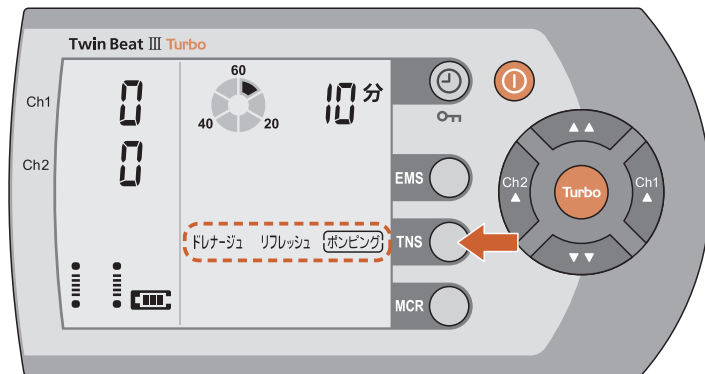 Twin Beat III Turbo
Ch1 0
60
40 20
10分
Ch2 0
EMS
Ch2
Turbo
Ch1
ドレナージュ リフレッシュ ポンピング TNS
MCR